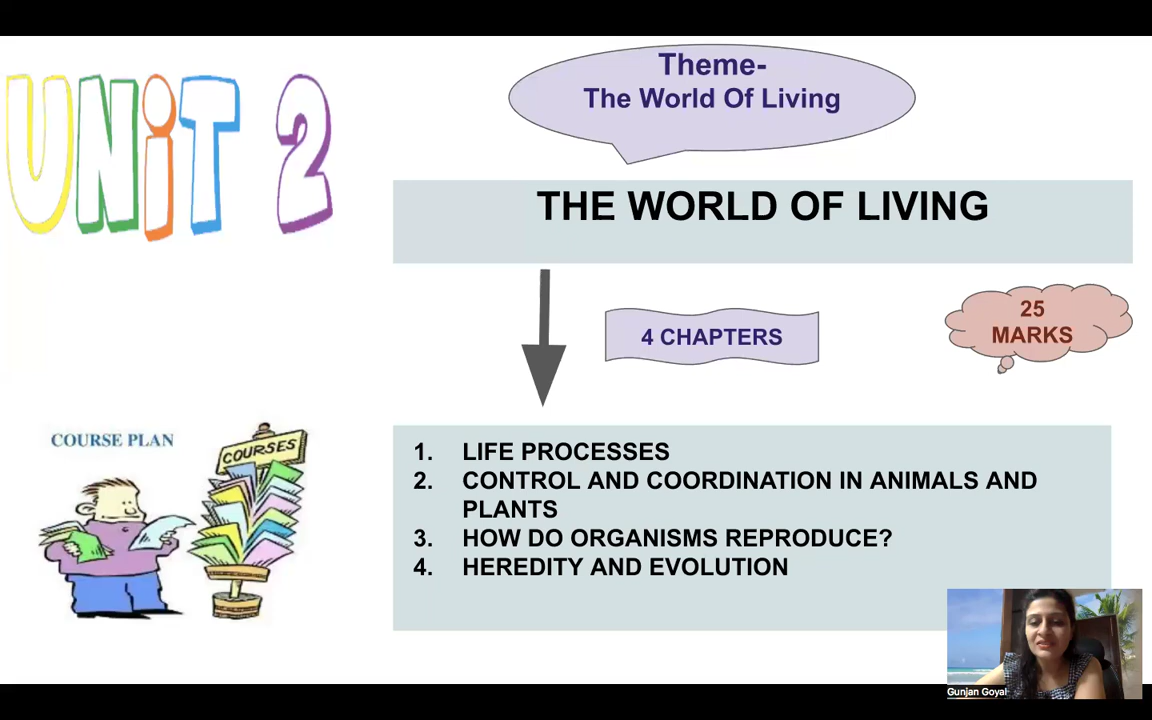 UNiT 2
Theme-
The World Of Living
THE WORLD OF LIVING
4 CHAPTERS
25
MARKS
COURSE PLAN
COURSES
1. LIFE PROCESSES
2. CONTROL AND COORDINATION IN ANIMALS AND
PLANTS
3. HOW DO ORGANISMS REPRODUCE?
4. HEREDITY AND EVOLUTION
Gunjan Goyal